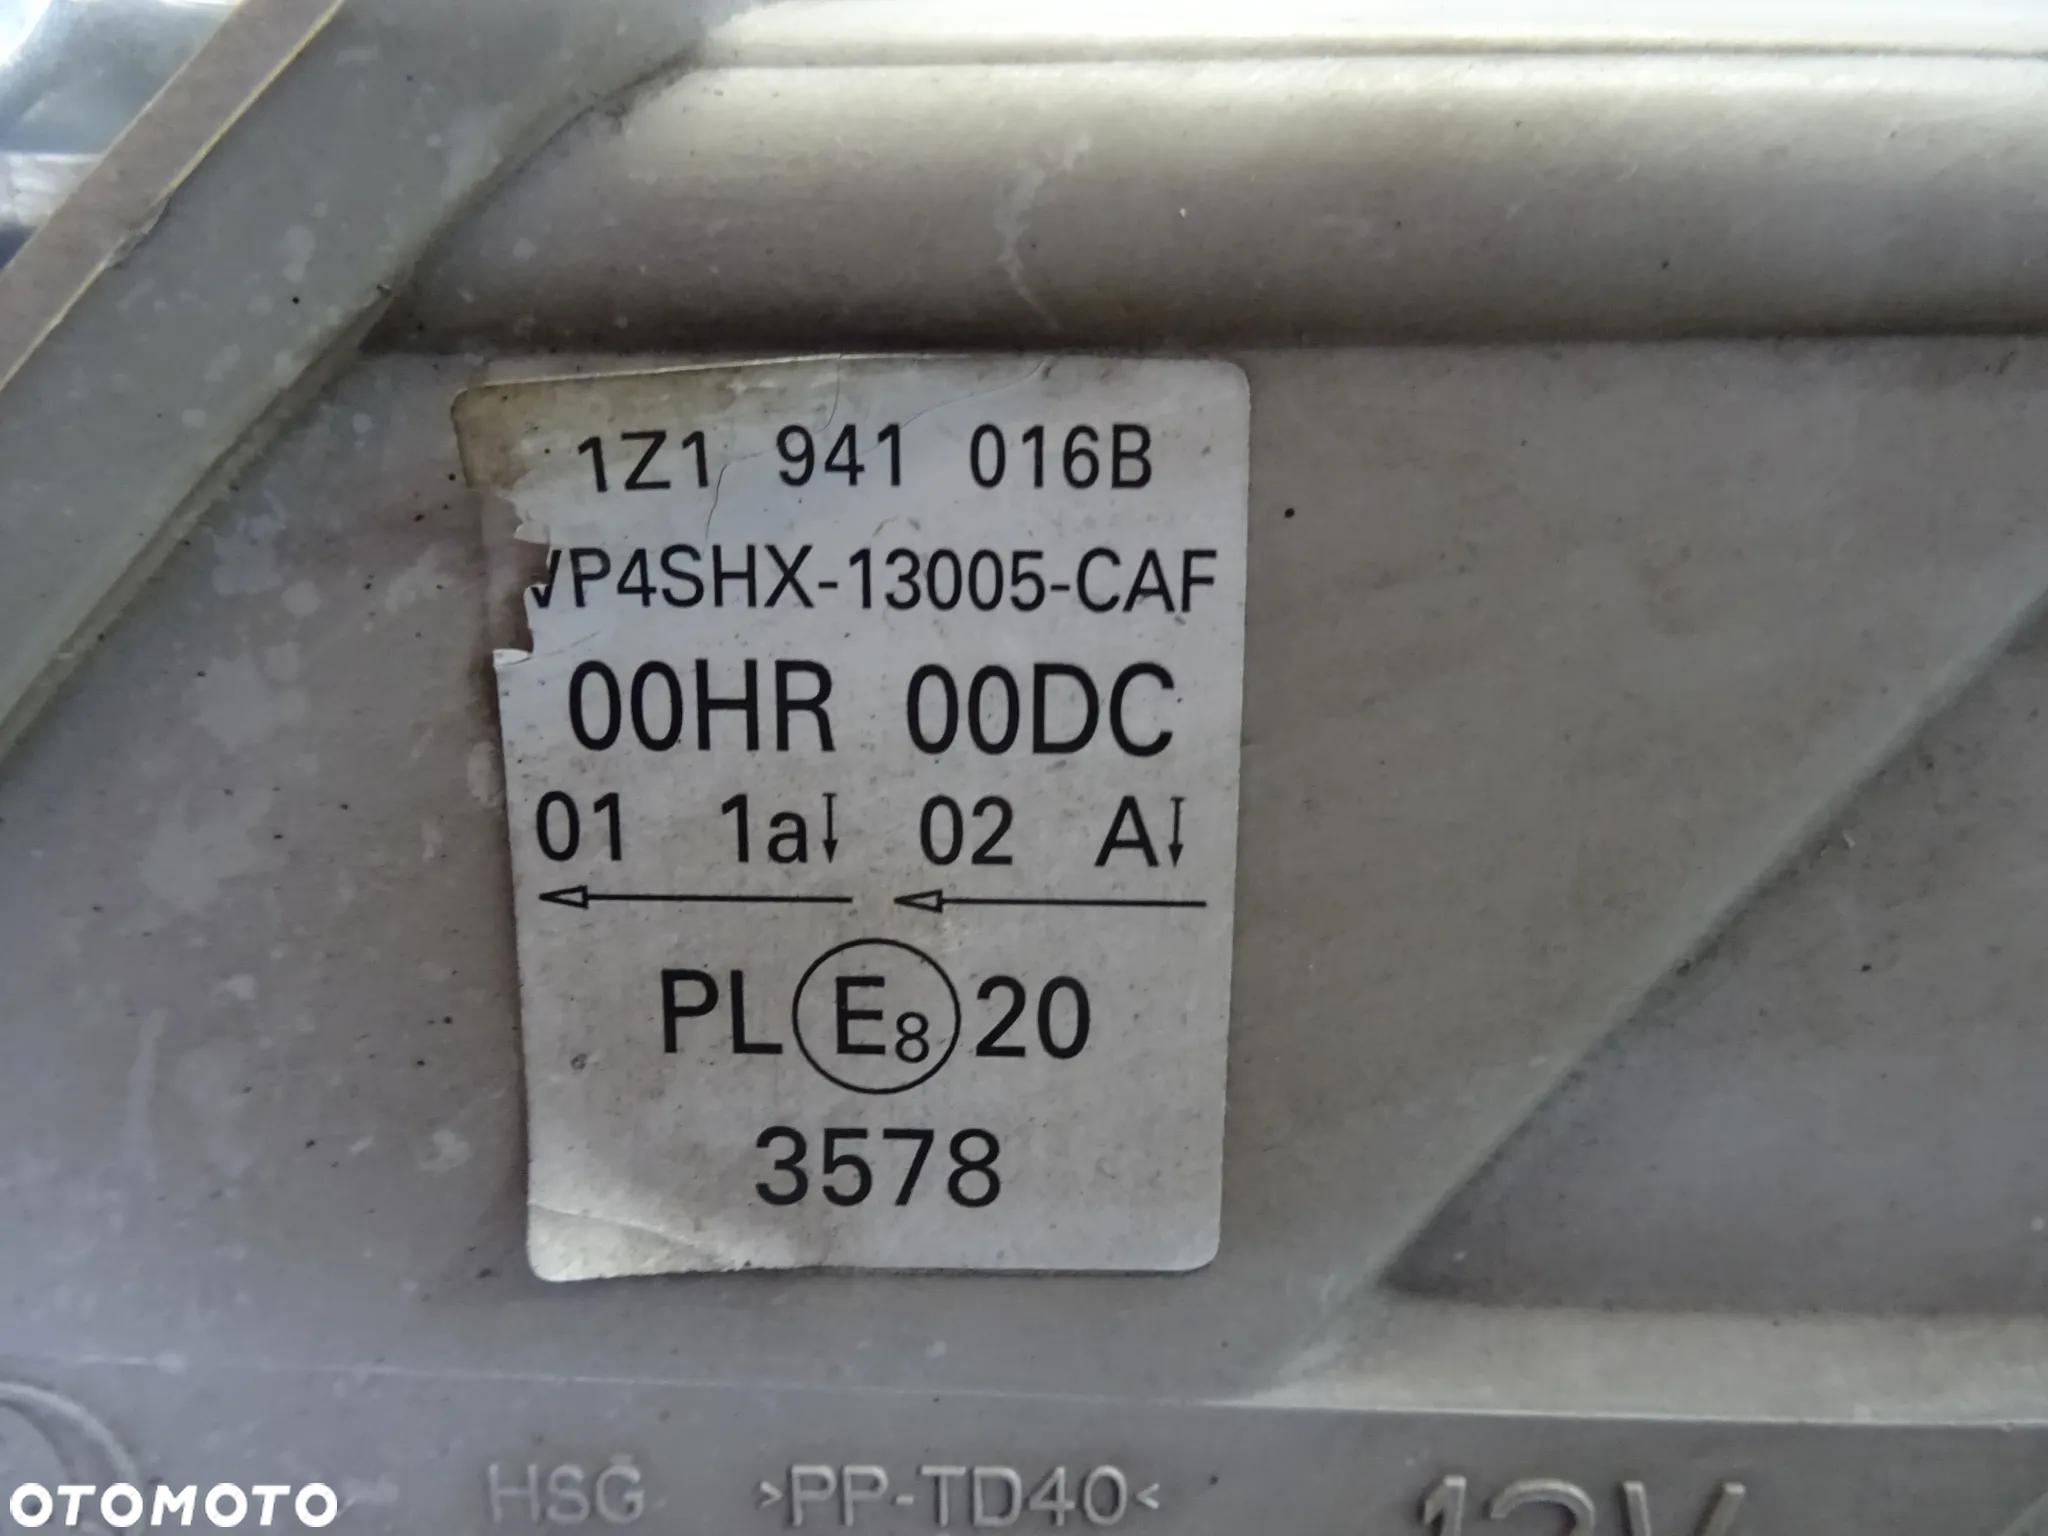 1Z1 941 016B
VP4SHX-13005-CAF
00HR 00DC
01 1a↓ 02 A↓
PL E8 20
3578
HSG >PP-TD40<
12V
OTOMOTO